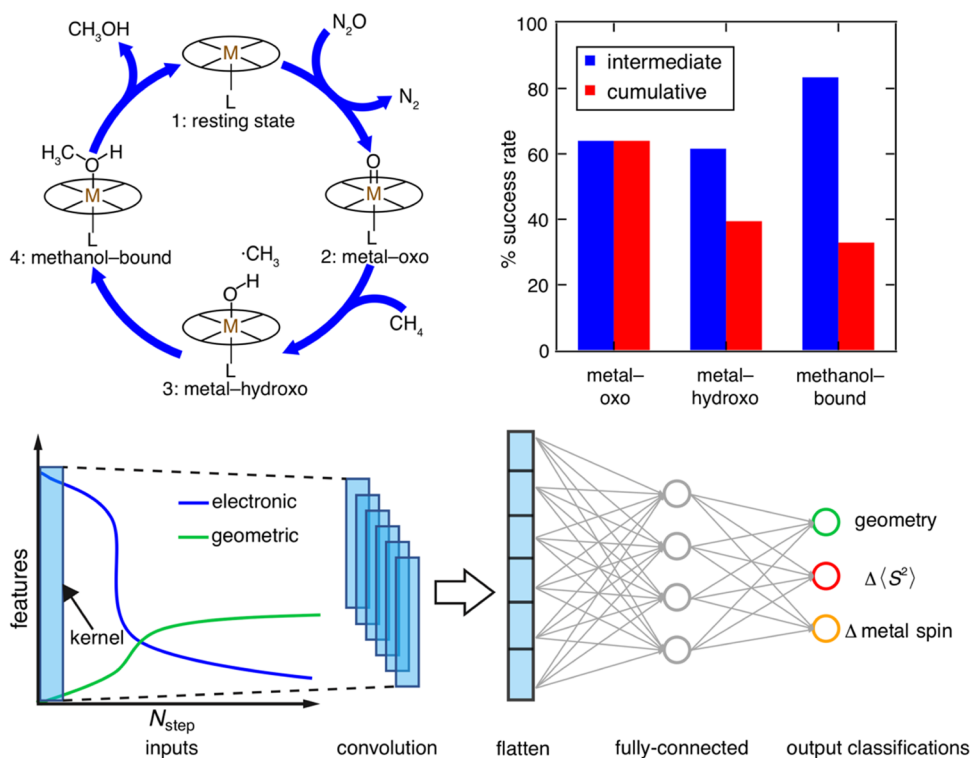 CH₃OH
M
L
1: resting state
N₂O
N₂
O
M
L
2: metal–oxo
CH₄
·CH₃
H
O
M
L
3: metal–hydroxo
H₃C
H
O
M
L
4: methanol–bound
% success rate
100
80
60
40
20
0
intermediate
cumulative
metal–
oxo
metal–
hydroxo
methanol–
bound
features
electronic
geometric
kernel
Nstep
geometry
Δ⟨S²⟩
Δ metal spin
inputs
convolution
flatten
fully-connected
output classifications